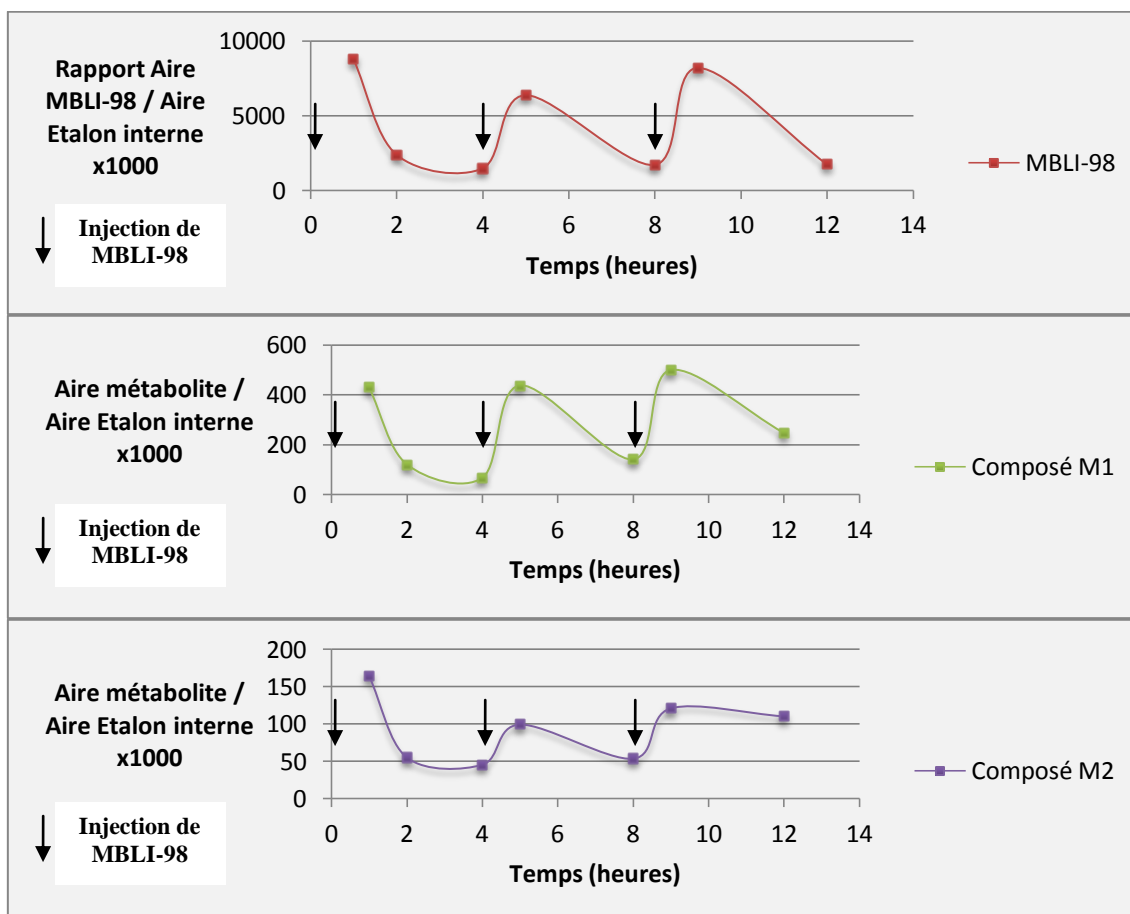 Rapport Aire
MBLI-98 / Aire
Etalon interne
x1000
Injection de
MBLI-98
10000
5000
0
0 2 4 6 8 10 12 14
Temps (heures)
MBLI-98
Aire métabolite /
Aire Etalon interne
x1000
Injection de
MBLI-98
600
400
200
0
0 2 4 6 8 10 12 14
Temps (heures)
Composé M1
Aire métabolite /
Aire Etalon interne
x1000
Injection de
MBLI-98
200
150
100
50
0
0 2 4 6 8 10 12 14
Temps (heures)
Composé M2